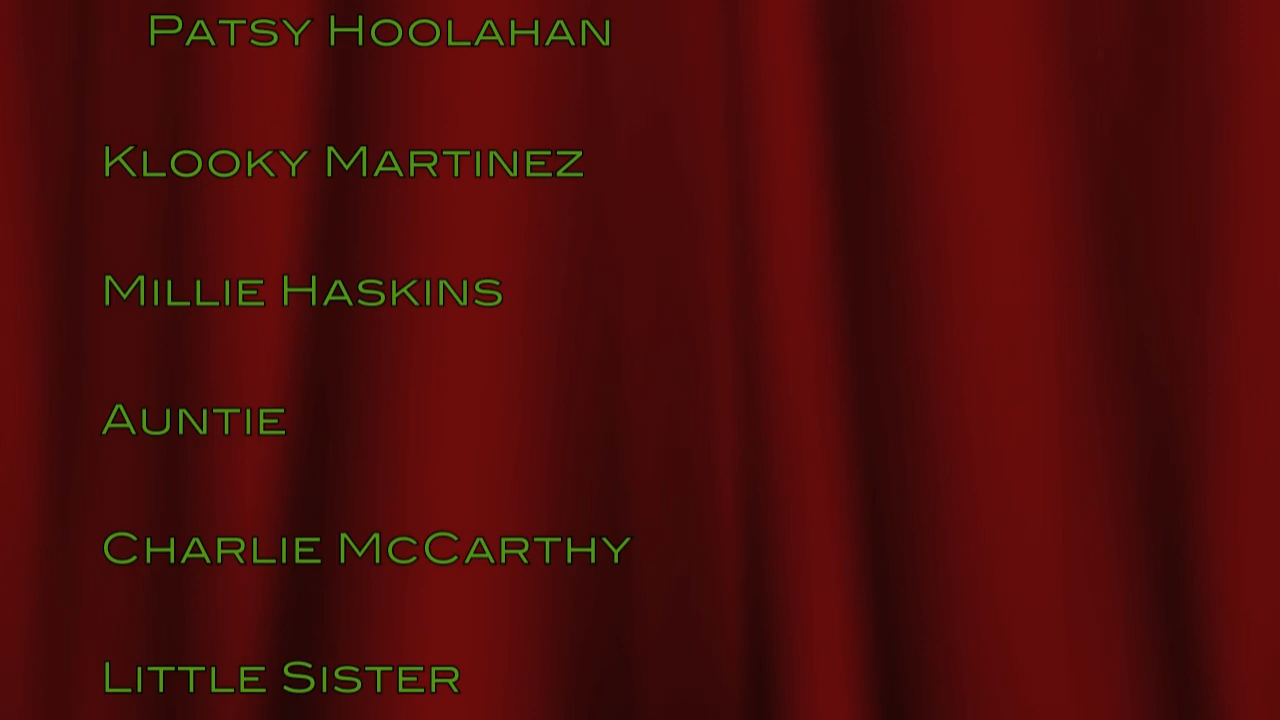 Patsy Hoolahan
Klooky Martinez
Millie Haskins
Auntie
Charlie McCarthy
Little Sister